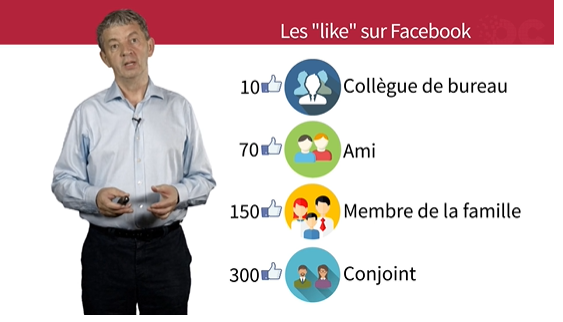 Les "like" sur Facebook
10 Collègue de bureau
70 Ami
150 Membre de la famille
300 Conjoint